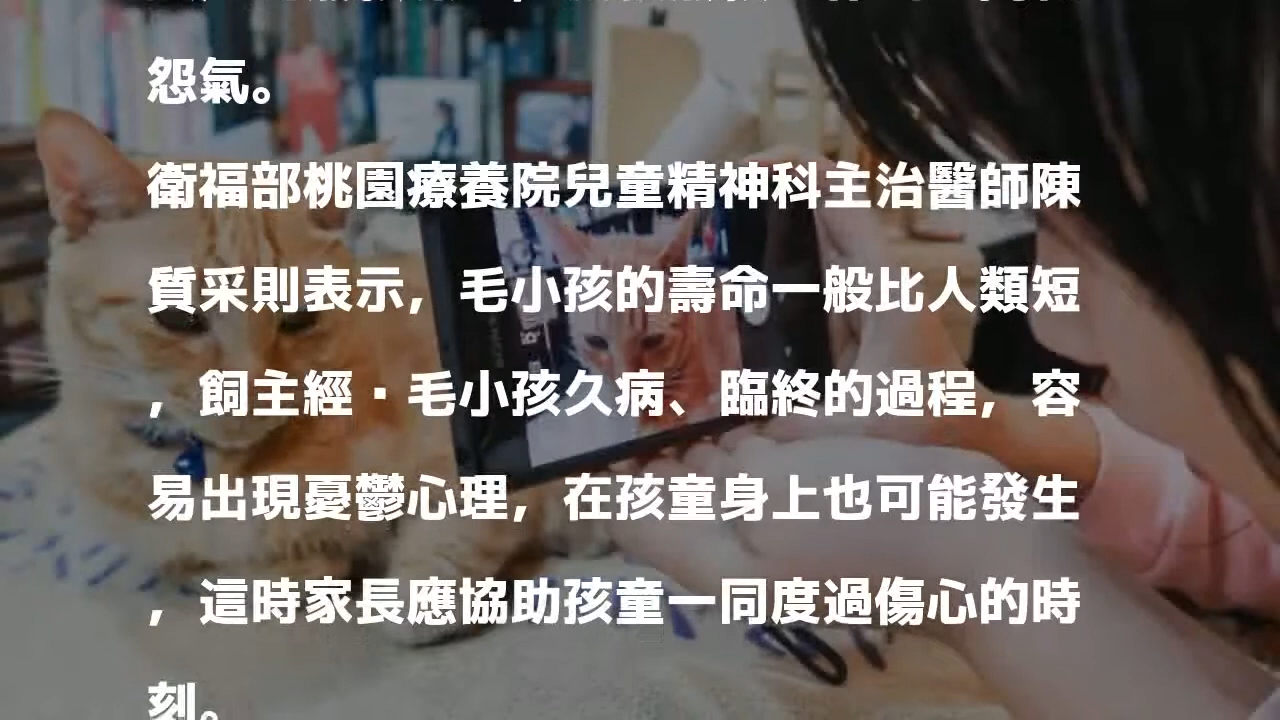 怨氣。
衛福部桃園療養院兒童精神科主治醫師陳
質采則表示，毛小孩的壽命一般比人類短
，飼主經·毛小孩久病、臨終的過程，容
易出現憂鬱心理，在孩童身上也可能發生
，這時家長應協助孩童一同度過傷心的時
刻。